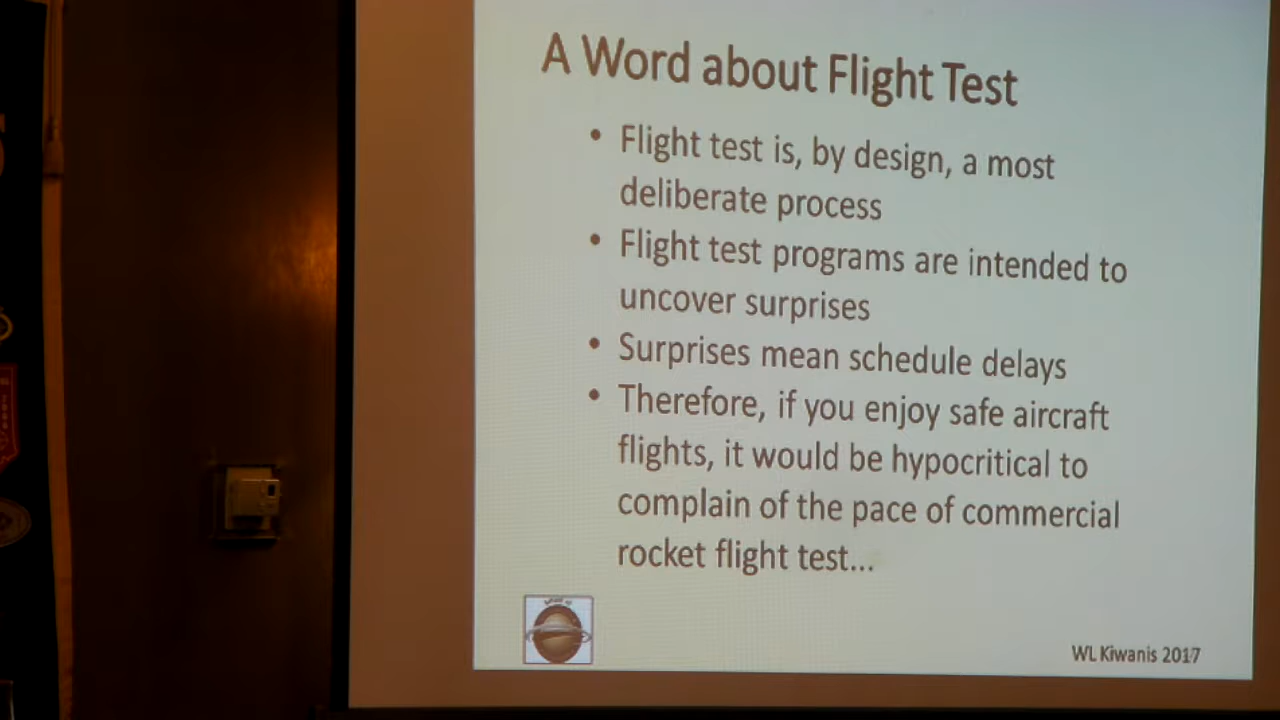 A Word about Flight Test
• Flight test is, by design, a most
deliberate process
• Flight test programs are intended to
uncover surprises
• Surprises mean schedule delays
• Therefore, if you enjoy safe aircraft
flights, it would be hypocritical to
complain of the pace of commercial
rocket flight test...
WL Kiwanis 2017